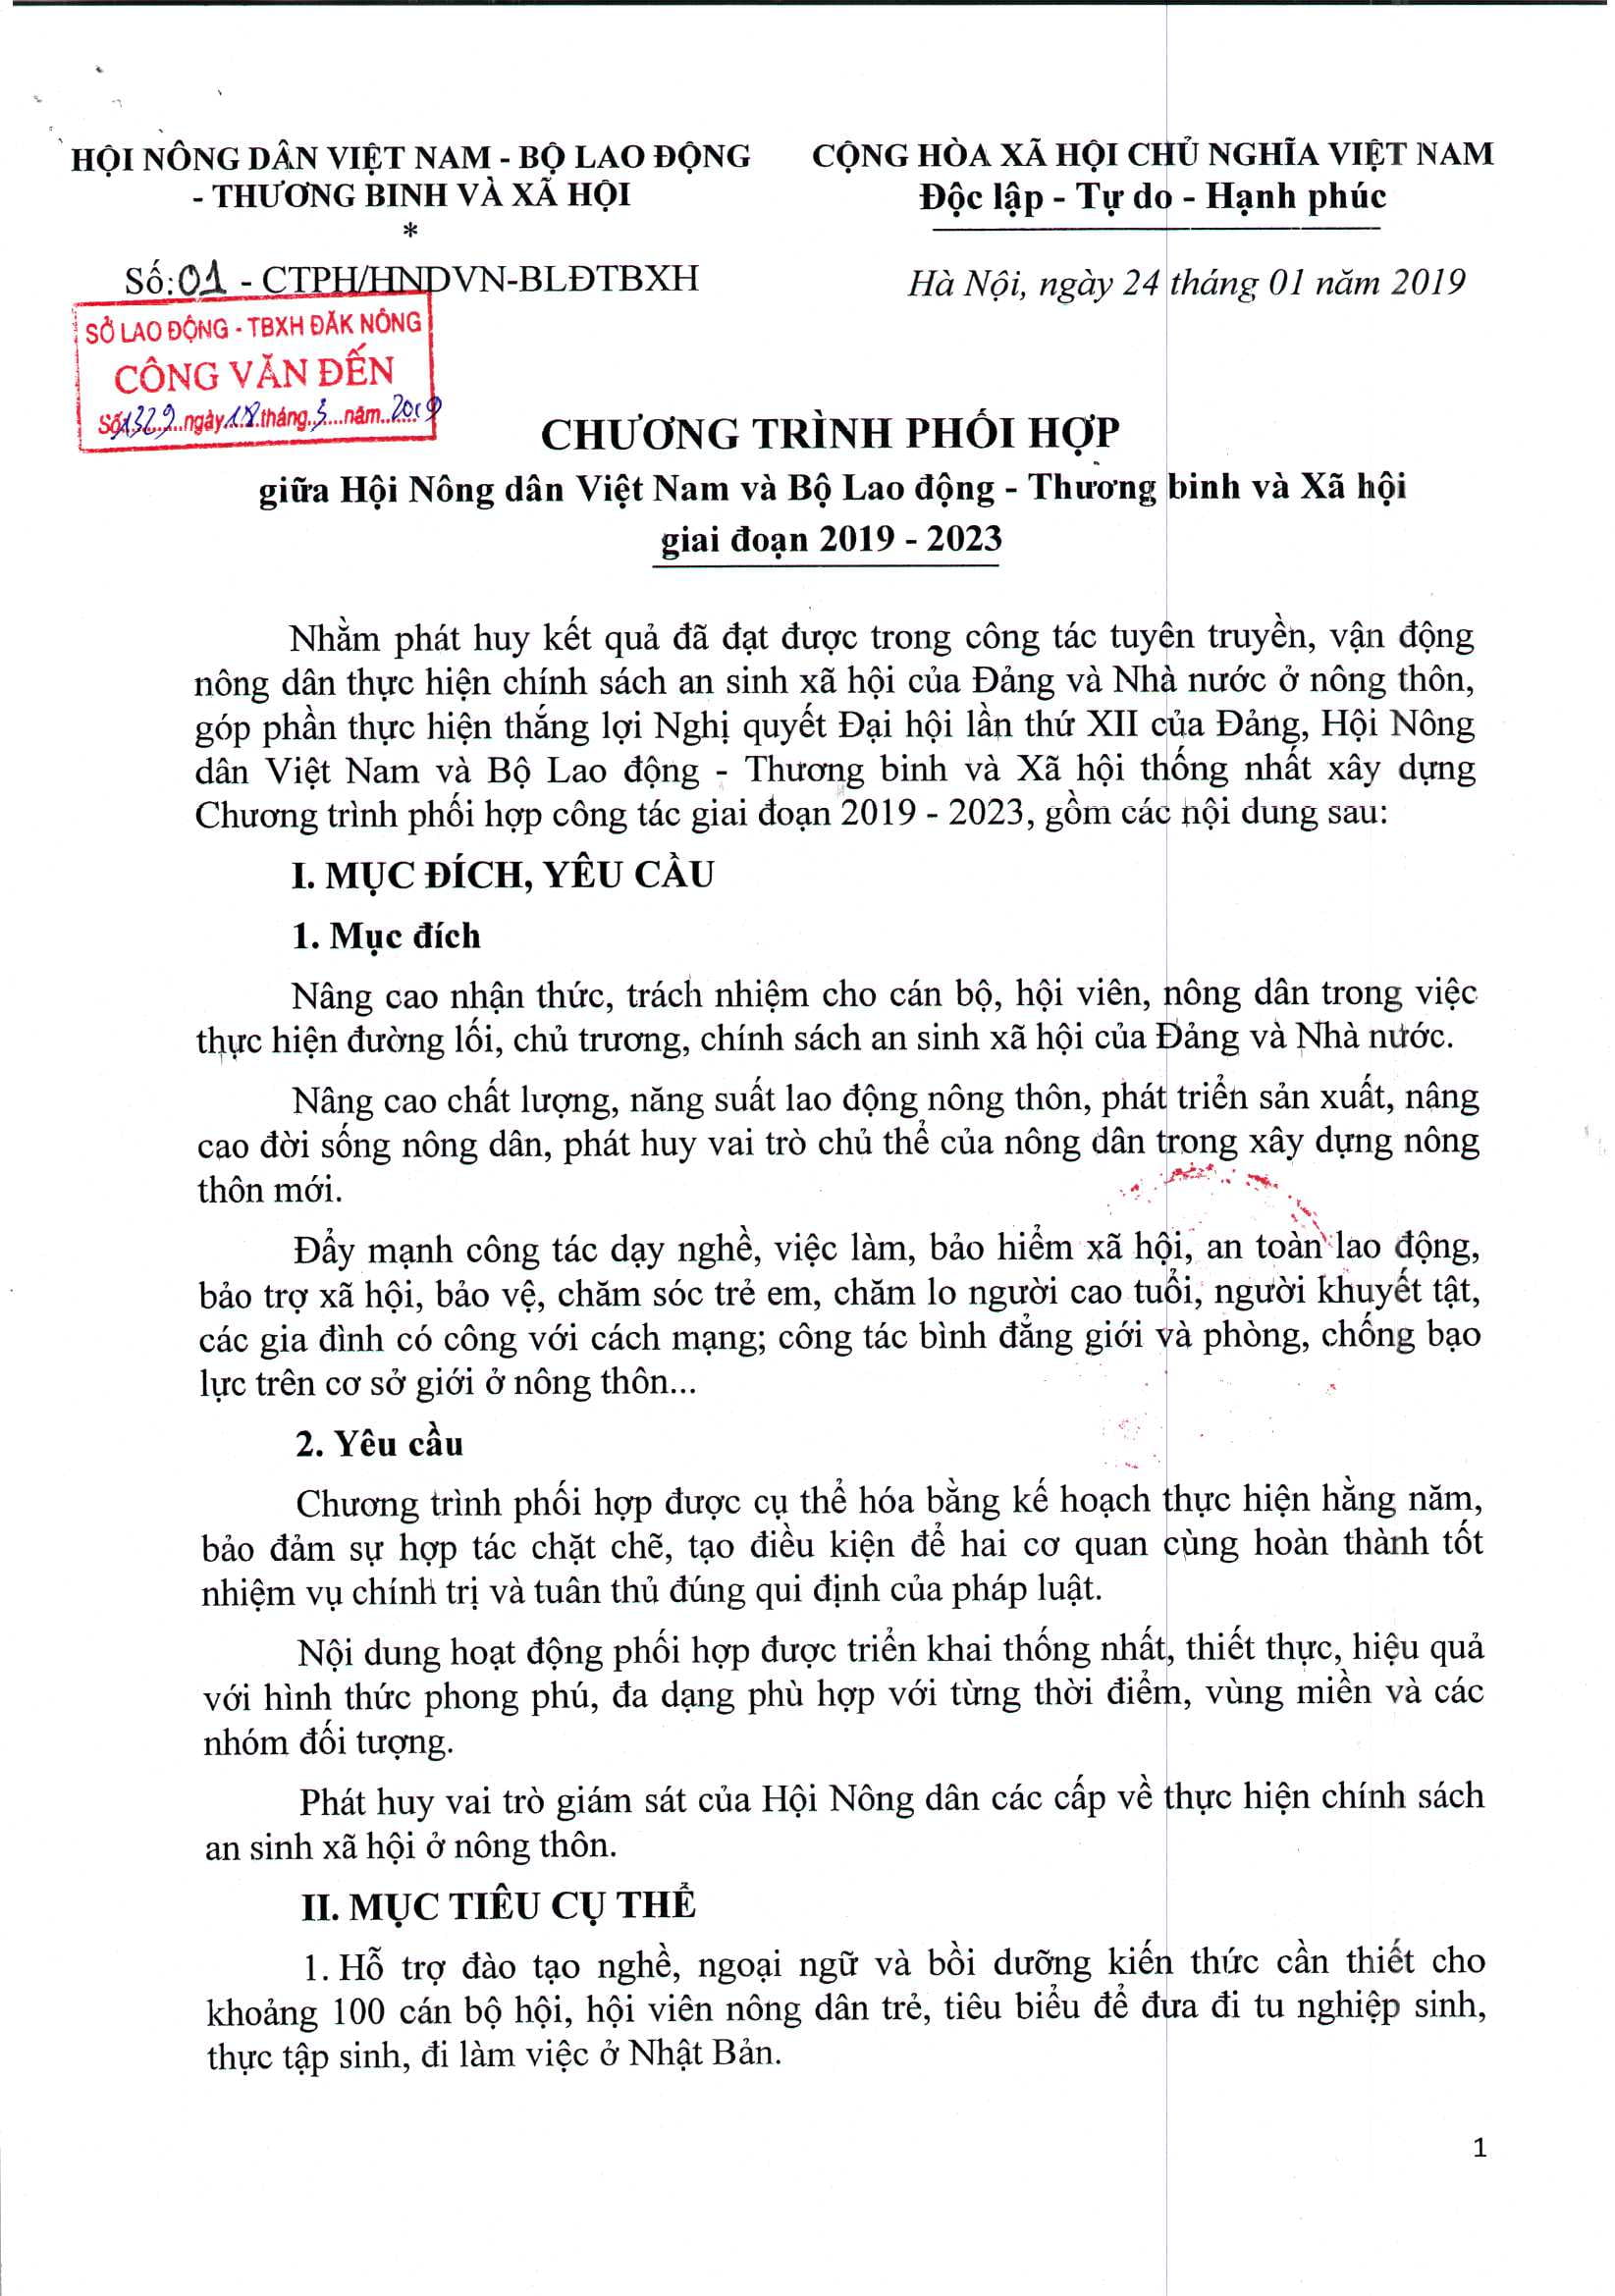 HỘI NÔNG DÂN VIỆT NAM - BỘ LAO ĐỘNG
- THƯƠNG BINH VÀ XÃ HỘI
*
Số: 01 - CTPH/HNDVN-BLĐTBXH
CỘNG HÒA XÃ HỘI CHỦ NGHĨA VIỆT NAM
Độc lập - Tự do - Hạnh phúc
Hà Nội, ngày 24 tháng 01 năm 2019
SỞ LAO ĐỘNG - TBXH ĐĂK NÔNG
CÔNG VĂN ĐẾN
Số 1329 ngày 18 tháng 3 năm 2019
CHƯƠNG TRÌNH PHỐI HỢP
giữa Hội Nông dân Việt Nam và Bộ Lao động - Thương binh và Xã hội
giai đoạn 2019 - 2023
Nhằm phát huy kết quả đã đạt được trong công tác tuyên truyền, vận động
nông dân thực hiện chính sách an sinh xã hội của Đảng và Nhà nước ở nông thôn,
góp phần thực hiện thắng lợi Nghị quyết Đại hội lần thứ XII của Đảng, Hội Nông
dân Việt Nam và Bộ Lao động - Thương binh và Xã hội thống nhất xây dựng
Chương trình phối hợp công tác giai đoạn 2019 - 2023, gồm các nội dung sau:
I. MỤC ĐÍCH, YÊU CẦU
1. Mục đích
Nâng cao nhận thức, trách nhiệm cho cán bộ, hội viên, nông dân trong việc
thực hiện đường lối, chủ trương, chính sách an sinh xã hội của Đảng và Nhà nước.
Nâng cao chất lượng, năng suất lao động nông thôn, phát triển sản xuất, nâng
cao đời sống nông dân, phát huy vai trò chủ thể của nông dân trong xây dựng nông
thôn mới.
Đẩy mạnh công tác dạy nghề, việc làm, bảo hiểm xã hội, an toàn lao động,
bảo trợ xã hội, bảo vệ, chăm sóc trẻ em, chăm lo người cao tuổi, người khuyết tật,
các gia đình có công với cách mạng; công tác bình đẳng giới và phòng, chống bạo
lực trên cơ sở giới ở nông thôn...
2. Yêu cầu
Chương trình phối hợp được cụ thể hóa bằng kế hoạch thực hiện hằng năm,
bảo đảm sự hợp tác chặt chẽ, tạo điều kiện để hai cơ quan cùng hoàn thành tốt
nhiệm vụ chính trị và tuân thủ đúng qui định của pháp luật.
Nội dung hoạt động phối hợp được triển khai thống nhất, thiết thực, hiệu quả
với hình thức phong phú, đa dạng phù hợp với từng thời điểm, vùng miền và các
nhóm đối tượng.
Phát huy vai trò giám sát của Hội Nông dân các cấp về thực hiện chính sách
an sinh xã hội ở nông thôn.
II. MỤC TIÊU CỤ THỂ
1. Hỗ trợ đào tạo nghề, ngoại ngữ và bồi dưỡng kiến thức cần thiết cho
khoảng 100 cán bộ hội, hội viên nông dân trẻ, tiêu biểu để đưa đi tu nghiệp sinh,
thực tập sinh, đi làm việc ở Nhật Bản.
1